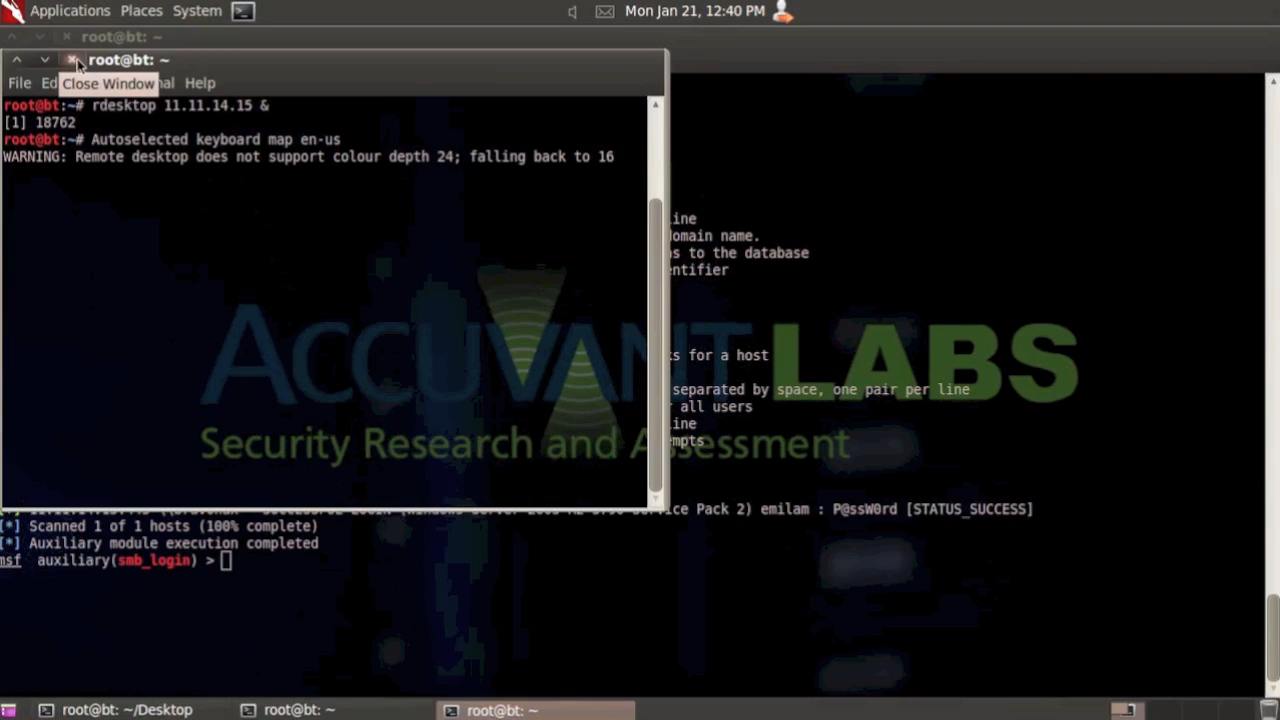 Applications Places System
Mon Jan 21, 12:40 PM
root@bt: ~
root@bt: ~
File Ed
Close Window
nal Help
root@bt:~# rdesktop 11.11.14.15 &
[1] 18762
root@bt:~# Autoselected keyboard map en-us
WARNING: Remote desktop does not support colour depth 24; falling back to 16
line
domain name.
s to the database
entifier
ACCUVANT LABS
s for a host
separated by space, one pair per line
all users
line
empts
Security Research and Assessment
Service Pack 2) emilam : P@ssW0rd [STATUS_SUCCESS]
[*] Scanned 1 of 1 hosts (100% complete)
[*] Auxiliary module execution completed
msf auxiliary(smb_login) >
root@bt: ~/Desktop
root@bt: ~
root@bt: ~